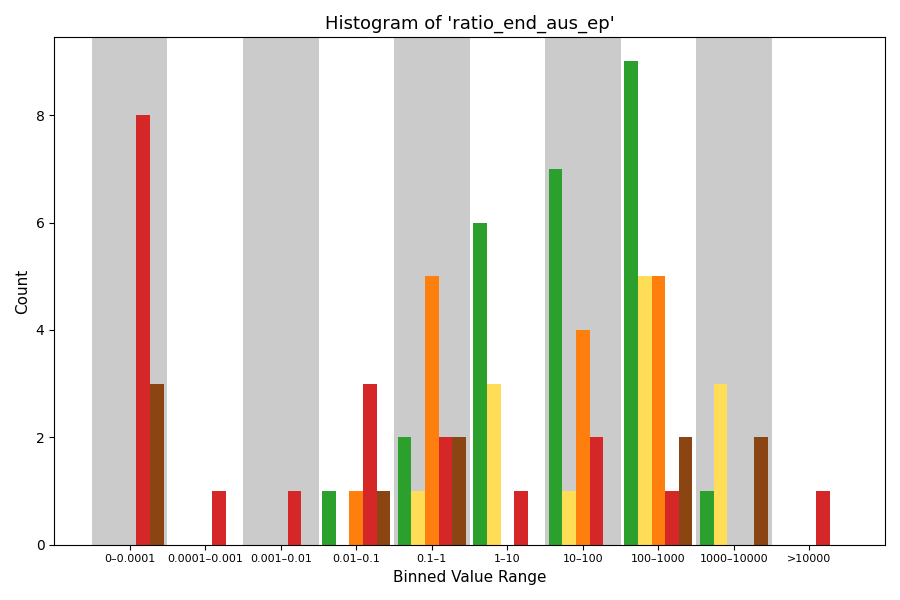 Histogram of 'ratio_end_aus_ep'
Count
8
6
4
2
0
0–0.0001 0.0001–0.001 0.001–0.01 0.01–0.1 0.1–1 1–10 10–100 100–1000 1000–10000 >10000
Binned Value Range